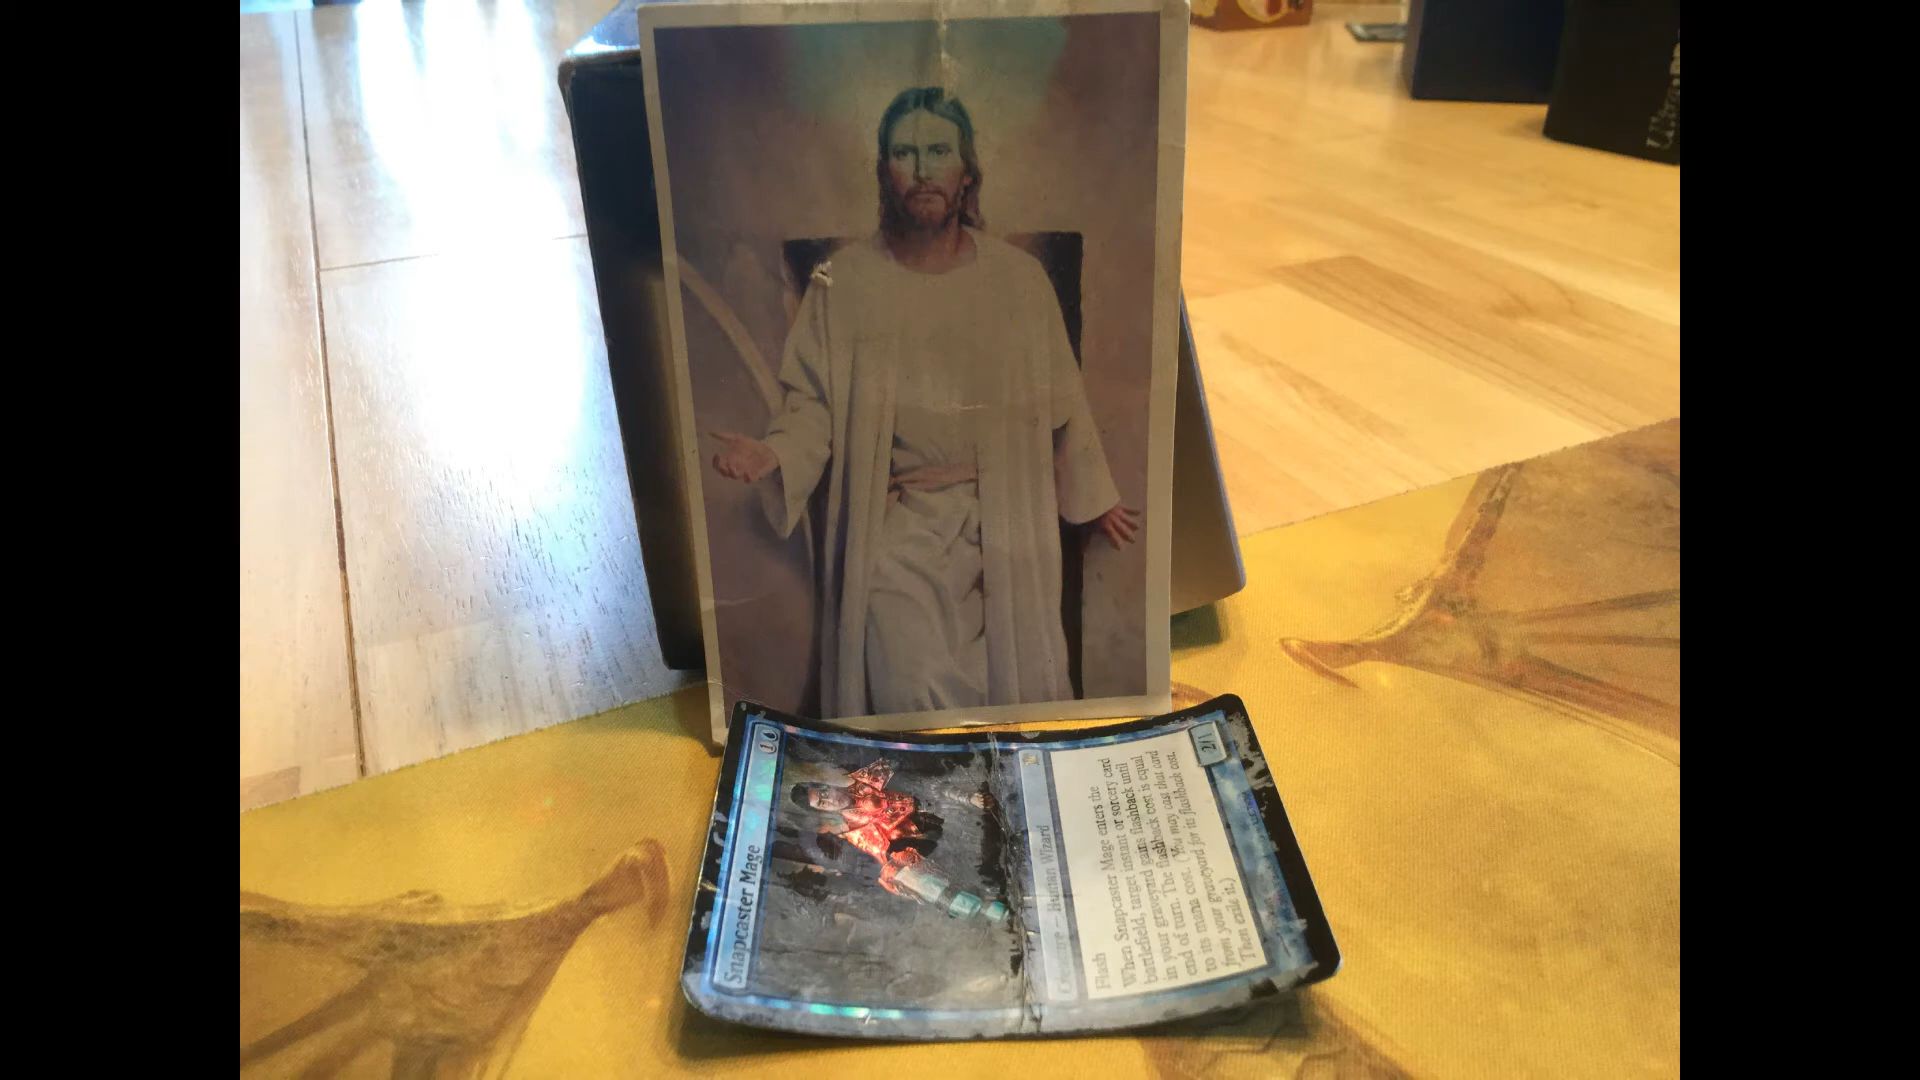 Snapcaster Mage 1
Creature — Human Wizard
Flash
When Snapcaster Mage enters the
battlefield, target instant or sorcery card
in your graveyard gains flashback until
end of turn. The flashback cost is equal
to its mana cost. (You may cast that card
from your graveyard for its flashback cost.
Then exile it.)
2/1